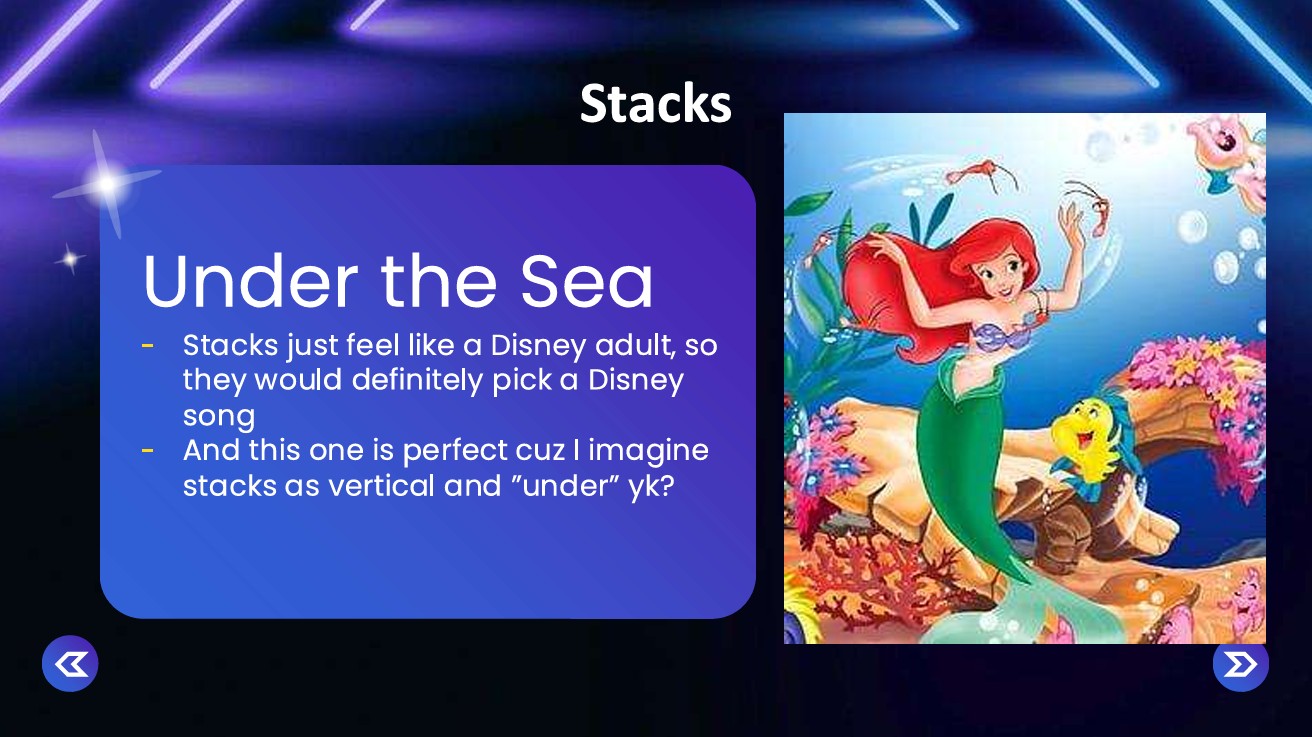 Stacks
Under the Sea
- Stacks just feel like a Disney adult, so
they would definitely pick a Disney
song
- And this one is perfect cuz I imagine
stacks as vertical and ”under” yk?